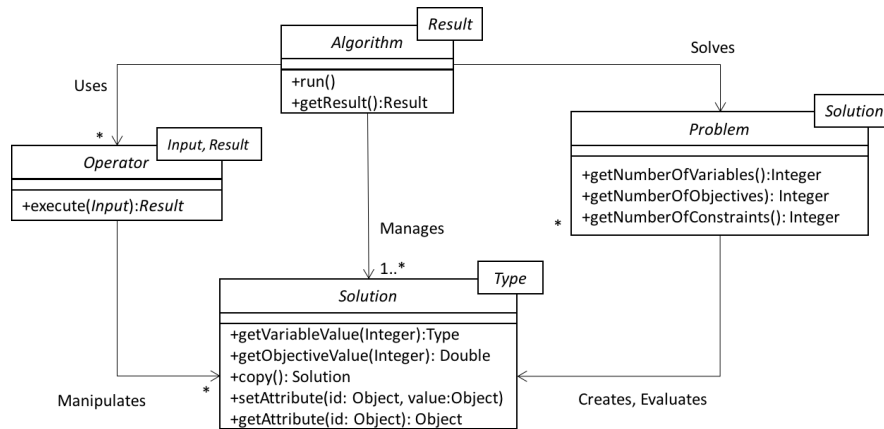 Algorithm
Result
+run()
+getResult():Result
Uses
Solves
*
Operator
Input, Result
+execute(Input):Result
Problem
Solution
+getNumberOfVariables():Integer
+getNumberOfObjectives): Integer
+getNumberOfConstraints(): Integer
*
Manages
1..*
Solution
Type
+getVariableValue(Integer):Type
+getObjectiveValue(Integer): Double
+copy(): Solution
+setAttribute(id: Object, value:Object)
+getAttribute(id: Object): Object
*
Manipulates
Creates, Evaluates